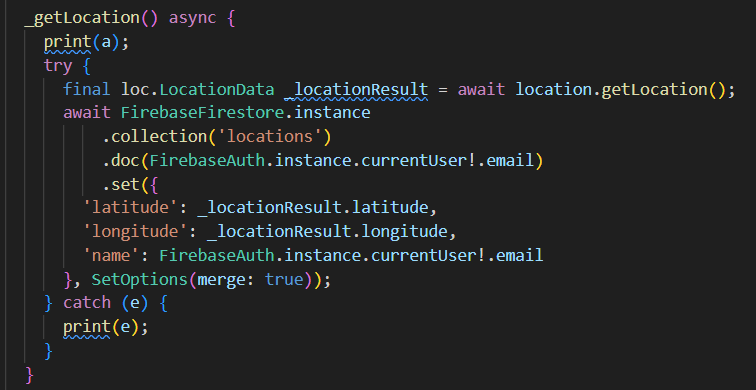 _getLocation() async {
print(a);
try {
final loc.LocationData _locationResult = await location.getLocation();
await FirebaseFirestore.instance
.collection('locations')
.doc(FirebaseAuth.instance.currentUser!.email)
.set({
'latitude': _locationResult.latitude,
'longitude': _locationResult.longitude,
'name': FirebaseAuth.instance.currentUser!.email
}, SetOptions(merge: true));
} catch (e) {
print(e);
}
}